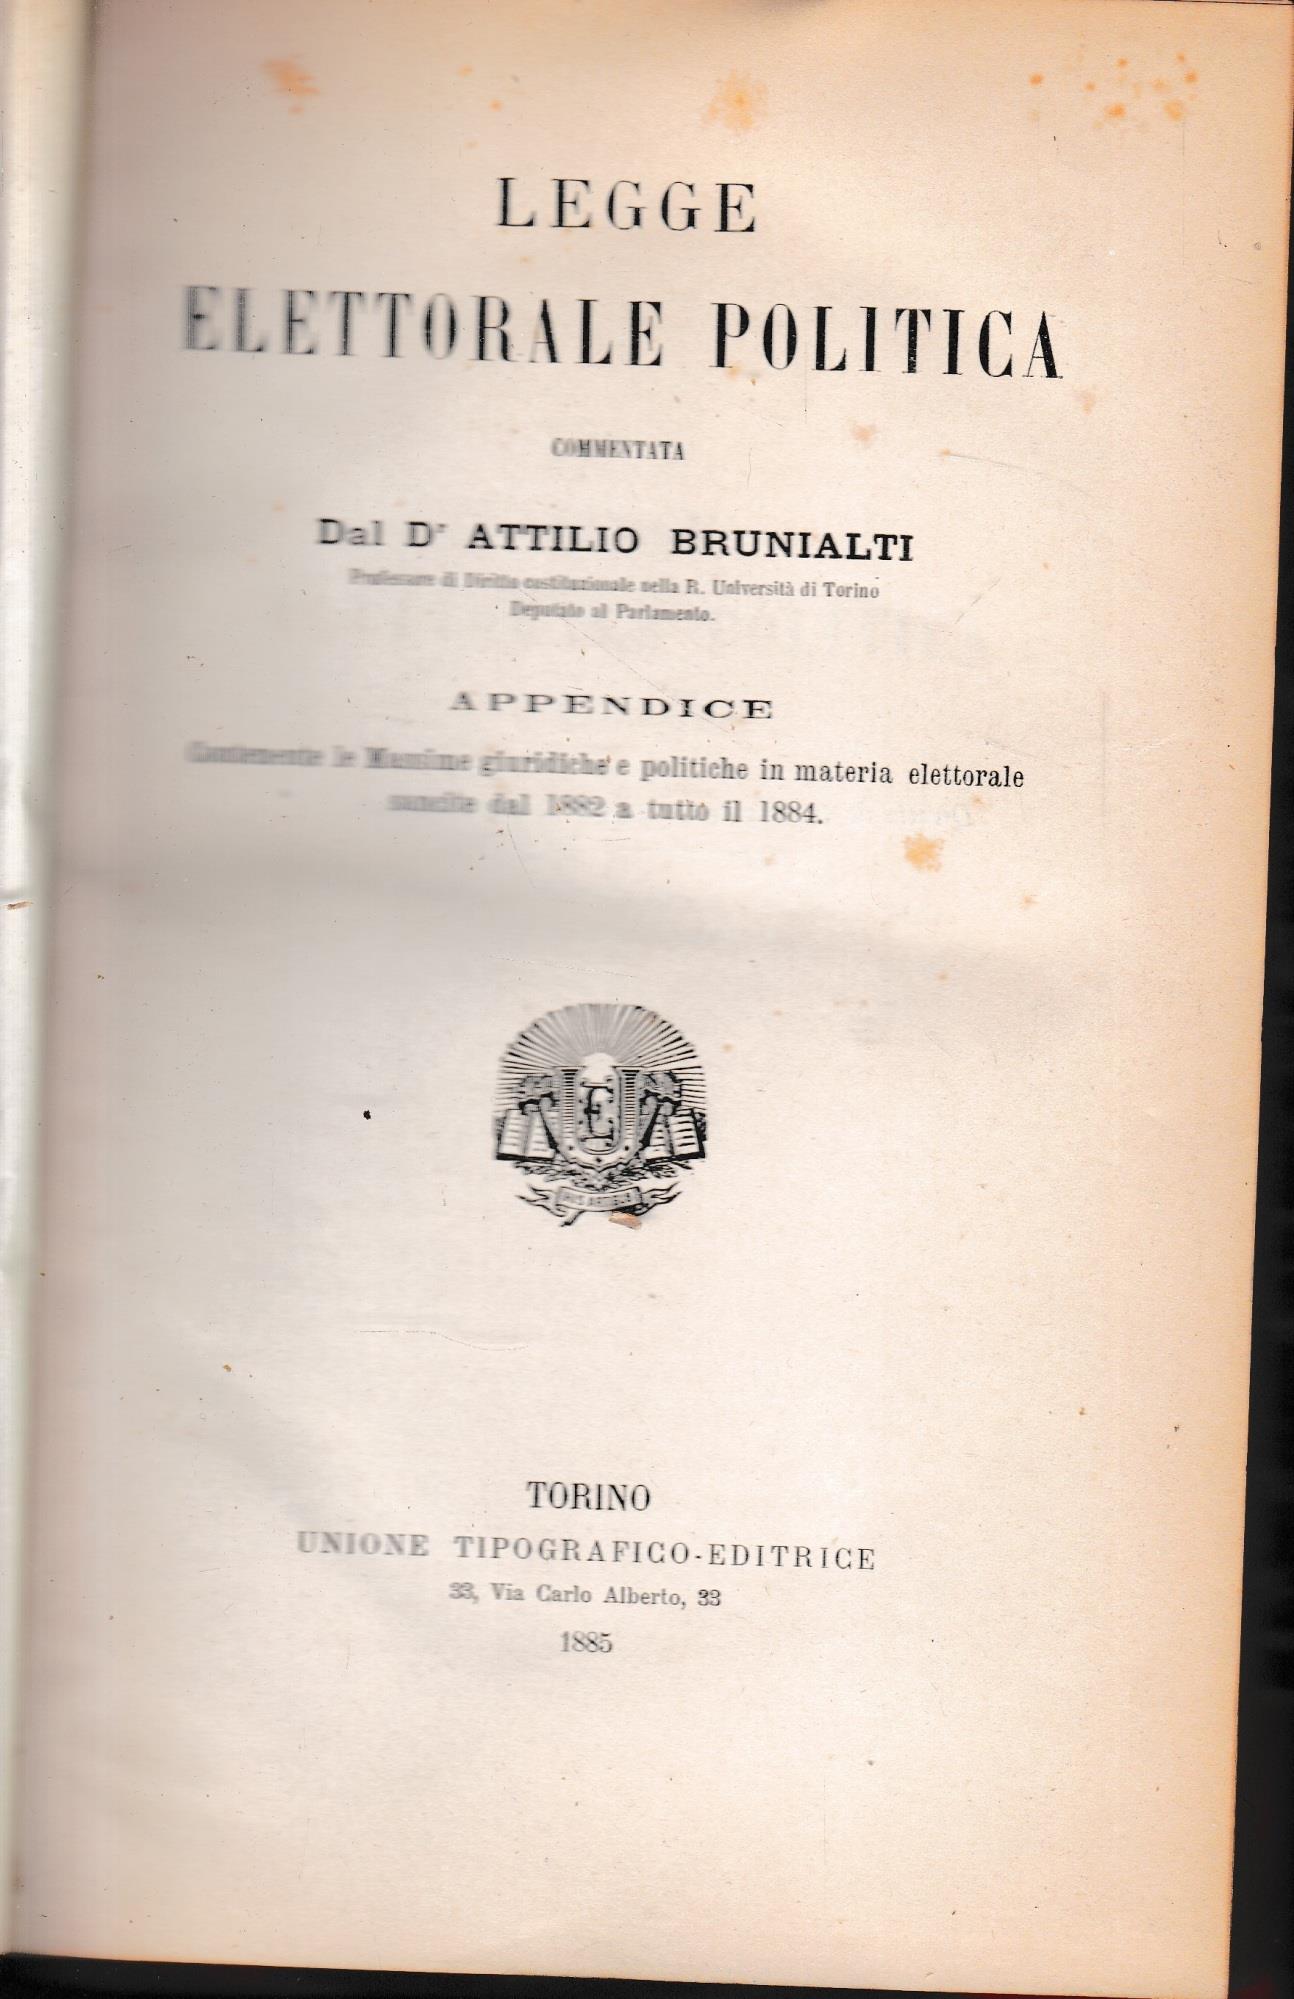 LEGGE
ELETTORALE POLITICA
COMMENTATA
Dal Dr ATTILIO BRUNIALTI
Professore di Diritto costituzionale nella R. Università di Torino
Deputato al Parlamento.
APPENDICE
Contenente le Massime giuridiche e politiche in materia elettorale
sancite dal 1882 a tutto il 1884.
TORINO
UNIONE TIPOGRAFICO-EDITRICE
33, Via Carlo Alberto, 33
1885